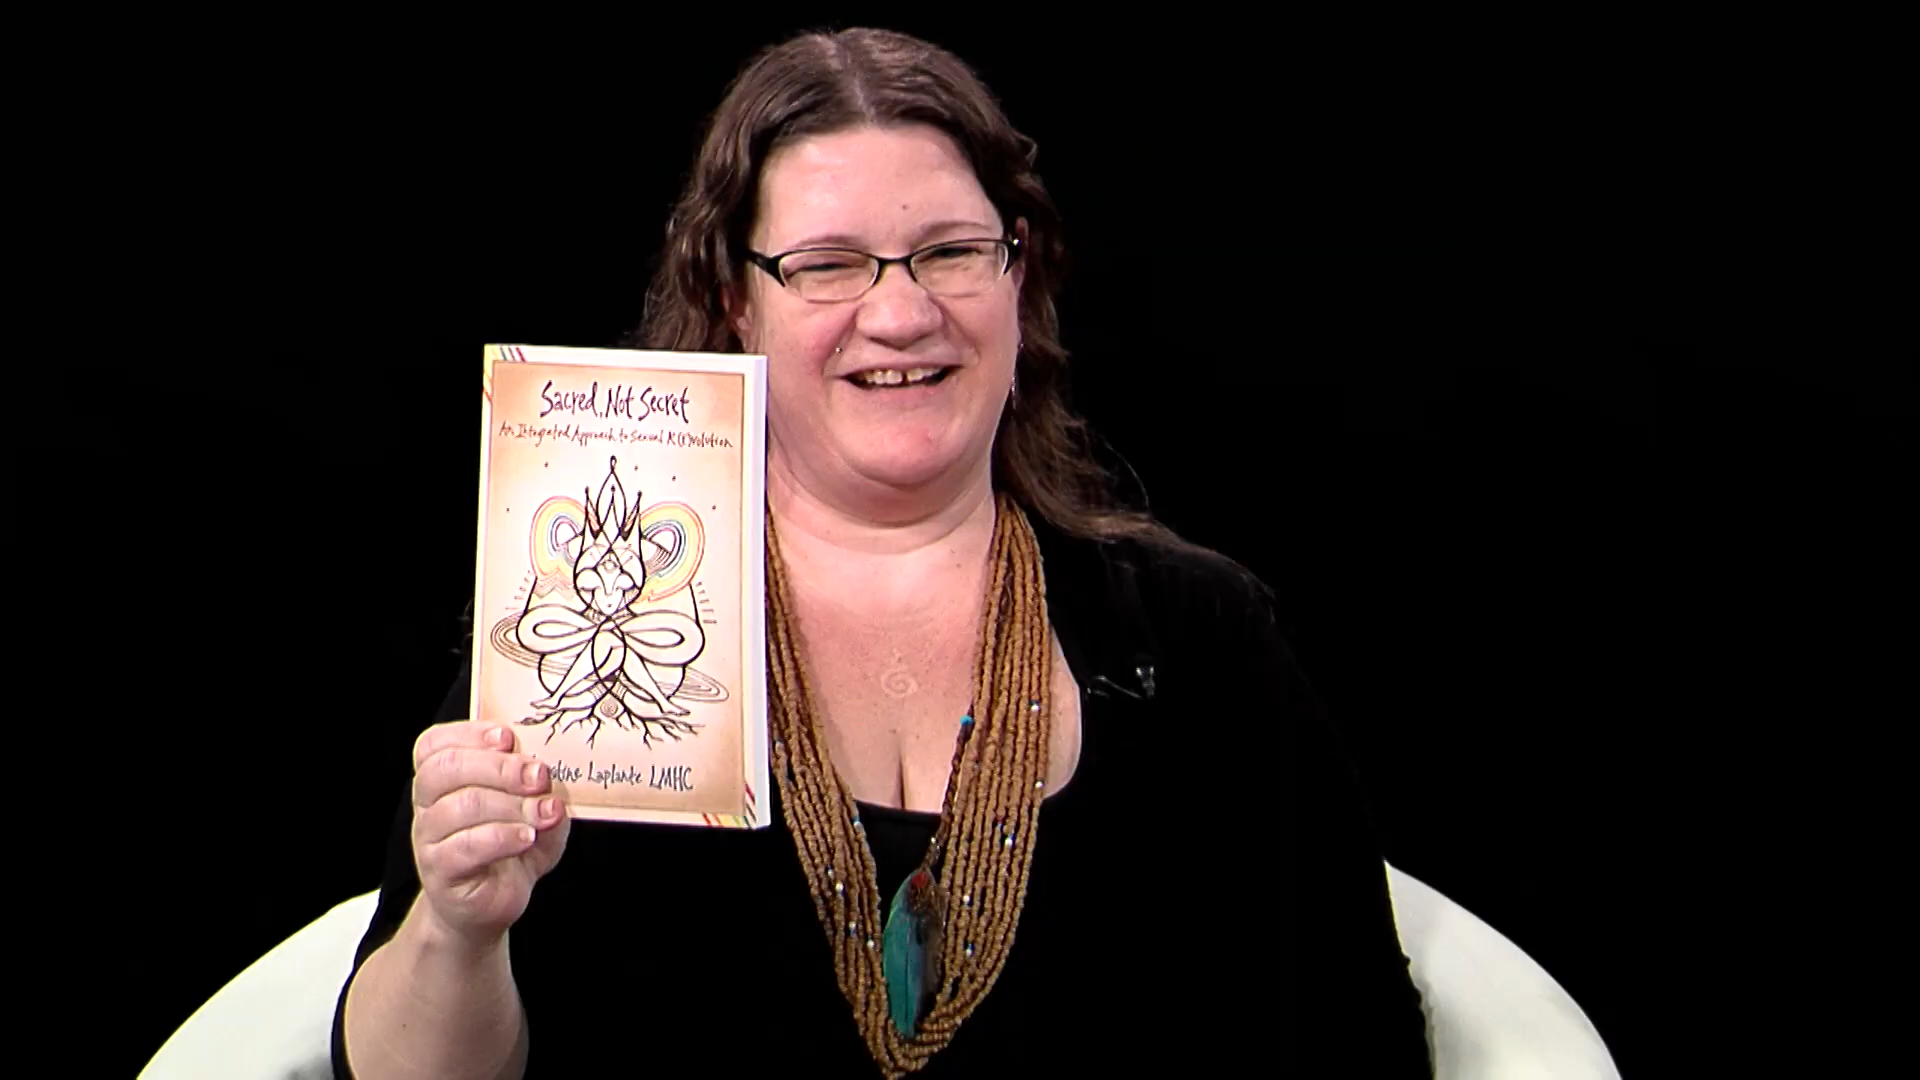 Sacred, Not Secret
An Integrated Approach to Sexual R(E)volution
Laplante LMHC